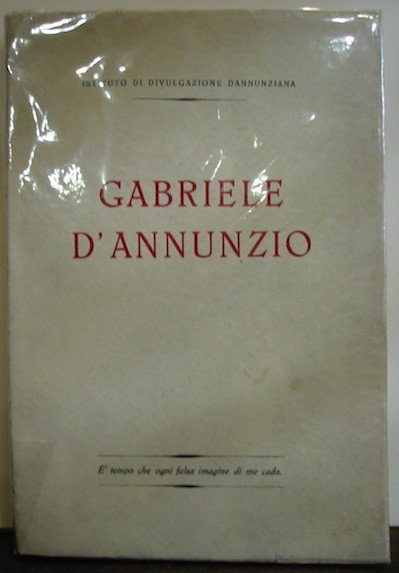 ISTITUTO DI DIVULGAZIONE DANNUNZIANA
GABRIELE
D'ANNUNZIO
E' tempo che ogni falsa imagine di me cada.